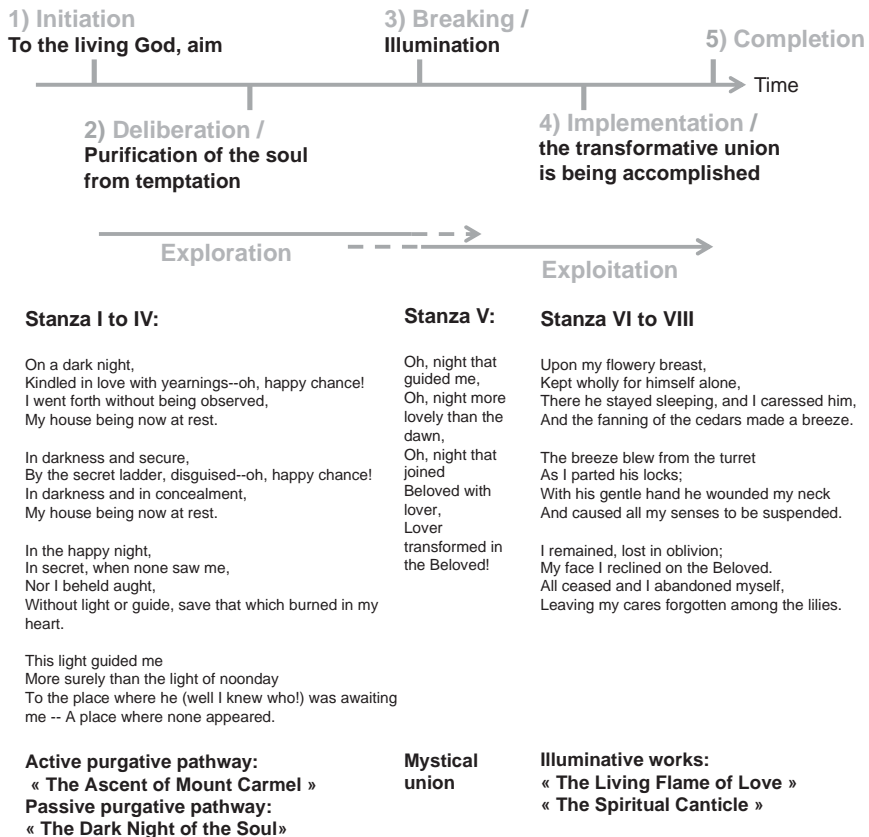 1) Initiation
To the living God, aim
3) Breaking /
Illumination
5) Completion
Time
2) Deliberation /
Purification of the soul
from temptation
4) Implementation /
the transformative union
is being accomplished
Exploration
Exploitation
Stanza I to IV:
On a dark night,
Kindled in love with yearnings--oh, happy chance!
I went forth without being observed,
My house being now at rest.
In darkness and secure,
By the secret ladder, disguised--oh, happy chance!
In darkness and in concealment,
My house being now at rest.
In the happy night,
In secret, when none saw me,
Nor I beheld aught,
Without light or guide, save that which burned in my
heart.
This light guided me
More surely than the light of noonday
To the place where he (well I knew who!) was awaiting
me -- A place where none appeared.
Active purgative pathway:
« The Ascent of Mount Carmel »
Passive purgative pathway:
« The Dark Night of the Soul»
Stanza V:
Oh, night that
guided me,
Oh, night more
lovely than the
dawn,
Oh, night that
joined
Beloved with
lover,
Lover
transformed in
the Beloved!
Mystical
union
Stanza VI to VIII
Upon my flowery breast,
Kept wholly for himself alone,
There he stayed sleeping, and I caressed him,
And the fanning of the cedars made a breeze.
The breeze blew from the turret
As I parted his locks;
With his gentle hand he wounded my neck
And caused all my senses to be suspended.
I remained, lost in oblivion;
My face I reclined on the Beloved.
All ceased and I abandoned myself,
Leaving my cares forgotten among the lilies.
Illuminative works:
« The Living Flame of Love »
« The Spiritual Canticle »